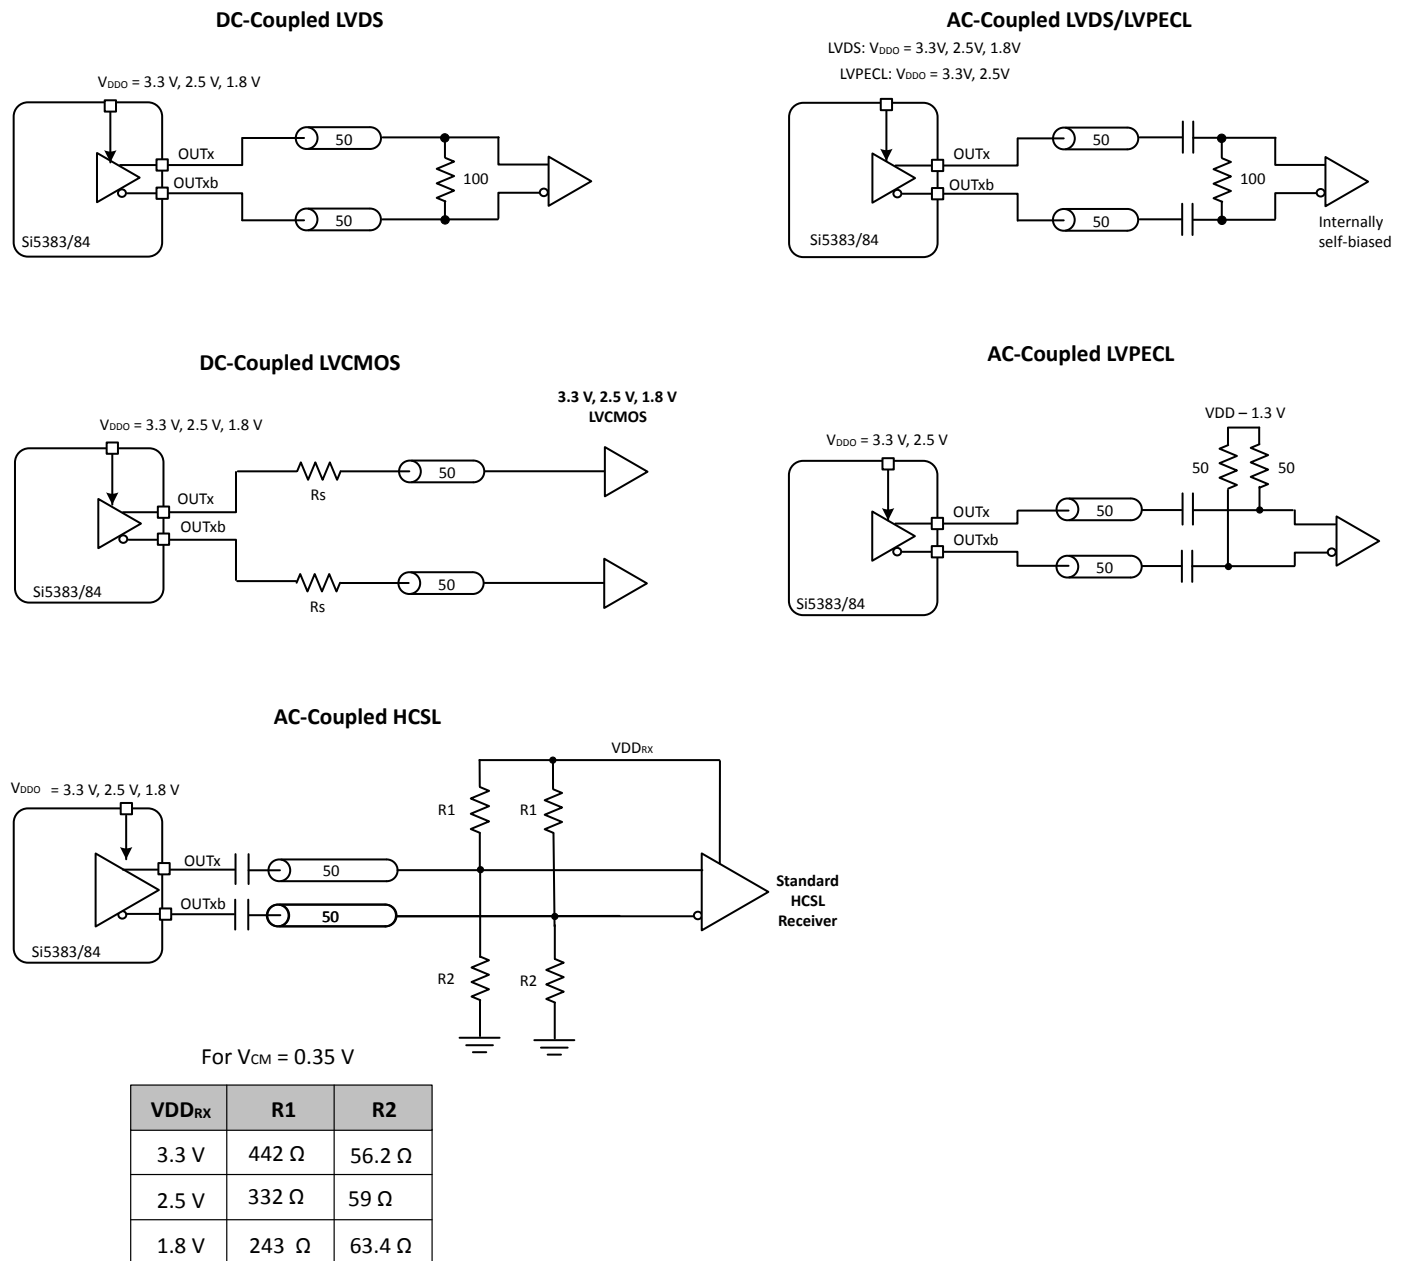 DC-Coupled LVDS
VDDO = 3.3 V, 2.5 V, 1.8 V
OUTx
OUTxb
50
50
100
Si5383/84
AC-Coupled LVDS/LVPECL
LVDS: VDDO = 3.3V, 2.5V, 1.8V
LVPECL: VDDO = 3.3V, 2.5V
OUTx
OUTxb
50
50
100
Si5383/84
Internally
self-biased
DC-Coupled LVCMOS
VDDO = 3.3 V, 2.5 V, 1.8 V
3.3 V, 2.5 V, 1.8 V
LVCMOS
OUTx
OUTxb
Rs
50
Rs
50
Si5383/84
AC-Coupled LVPECL
VDDO = 3.3 V, 2.5 V
VDD – 1.3 V
50
50
OUTx
OUTxb
50
50
Si5383/84
AC-Coupled HCSL
VDDO = 3.3 V, 2.5 V, 1.8 V
VDDRX
R1
R1
OUTx
50
OUTxb
50
Standard
HCSL
Receiver
Si5383/84
R2
R2
For VCM = 0.35 V
VDDRX R1 R2
3.3 V 442 Ω 56.2 Ω
2.5 V 332 Ω 59 Ω
1.8 V 243 Ω 63.4 Ω